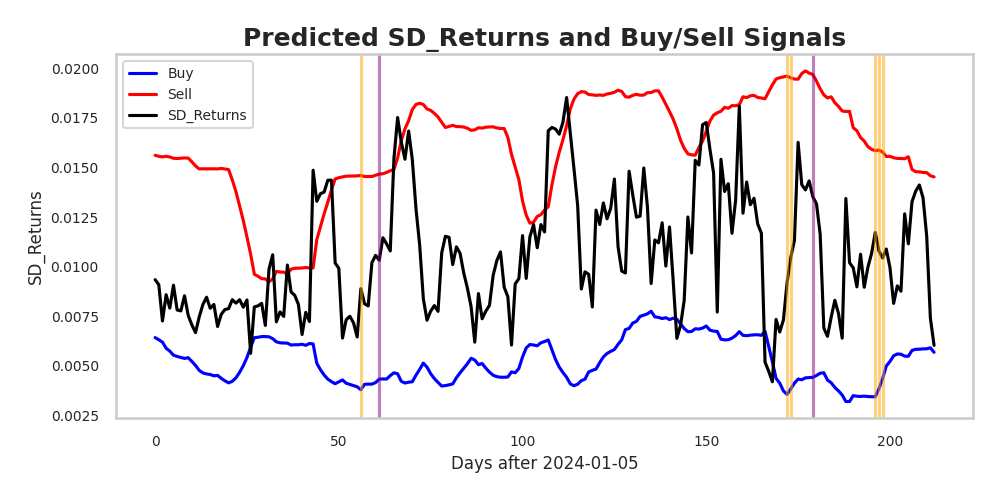 Predicted SD_Returns and Buy/Sell Signals
Buy
Sell
SD_Returns
SD_Returns
0.0200
0.0175
0.0150
0.0125
0.0100
0.0075
0.0050
0.0025
0 50 100 150 200
Days after 2024-01-05